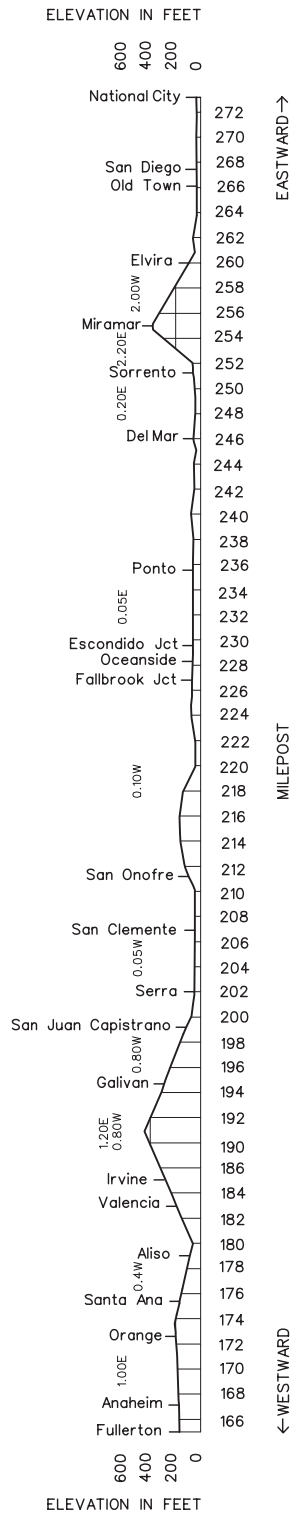 ELEVATION IN FEET
600 400 200 0
National City
272
EASTWARD→
270
268
San Diego
Old Town
266
264
262
Elvira
260
2.00W
258
256
Miramar
254
2.20E
252
Sorrento
250
0.20E
248
Del Mar
246
244
242
240
238
Ponto
236
234
0.05E
232
Escondido Jct
230
Oceanside
228
Fallbrook Jct
226
224
222
MILEPOST
220
0.10W
218
216
214
212
San Onofre
210
208
San Clemente
206
0.05W
204
Serra
202
200
San Juan Capistrano
198
0.80W
196
Galivan
194
192
1.20E
0.80W
190
186
Irvine
184
Valencia
182
180
Aliso
178
0.4W
176
Santa Ana
174
Orange
172
170
1.00E
168
Anaheim
166
Fullerton
←WESTWARD
600 400 200 0
ELEVATION IN FEET